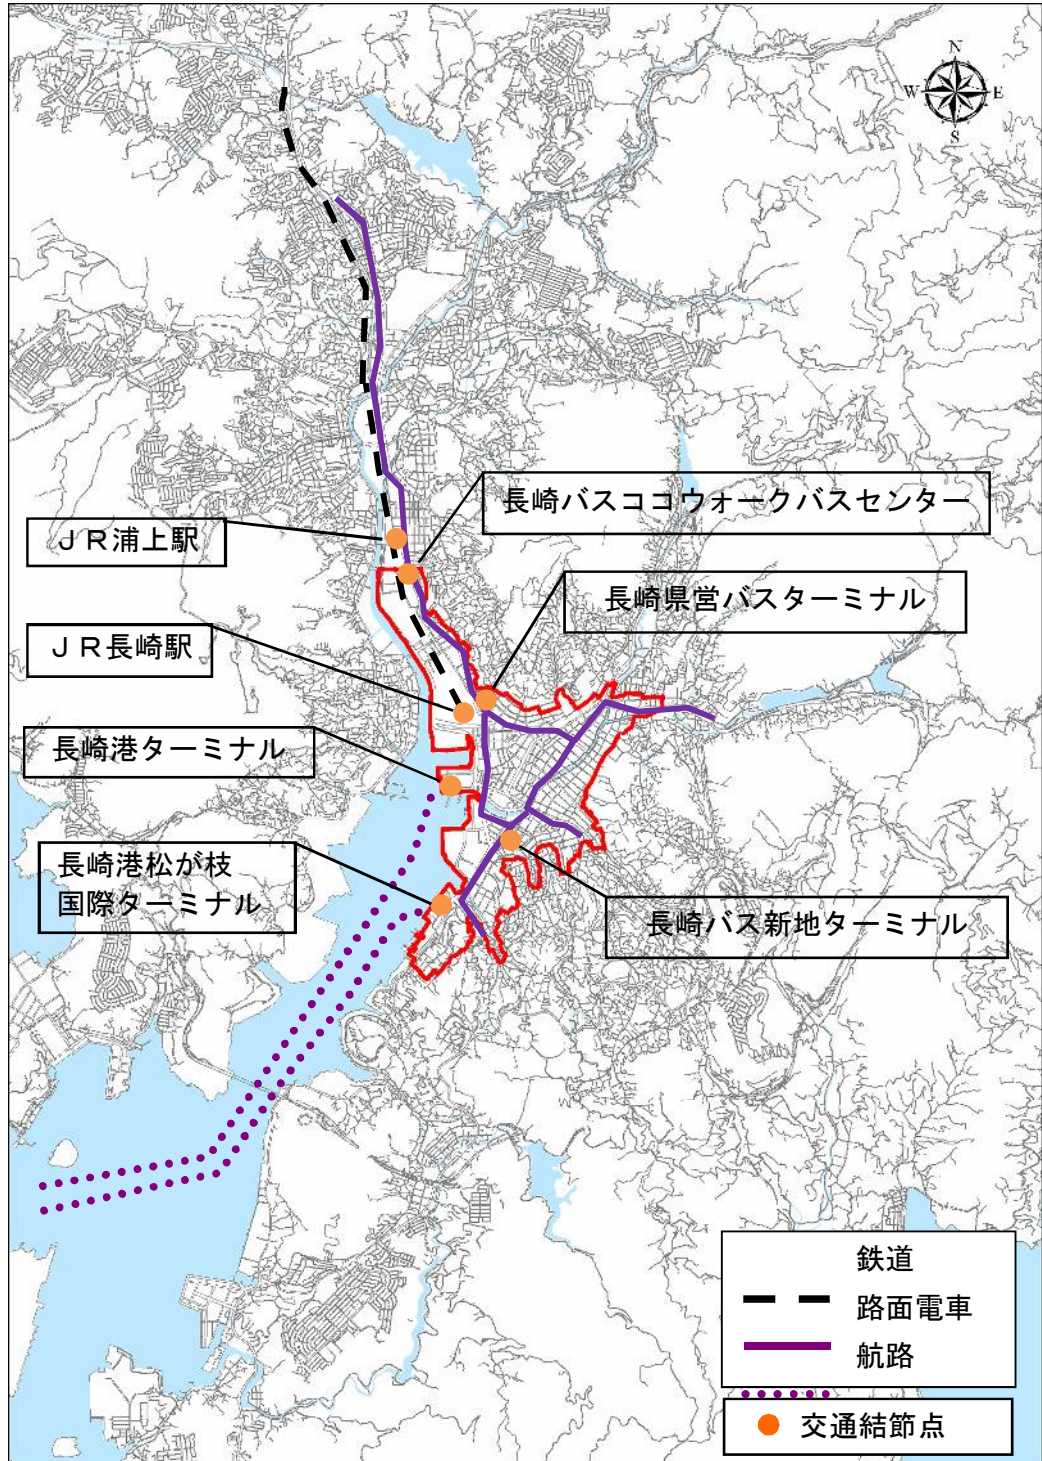 N
W E
S
長崎バスココウォークバスセンター
ＪＲ浦上駅
長崎県営バスターミナル
ＪＲ長崎駅
長崎港ターミナル
長崎港松が枝
国際ターミナル
長崎バス新地ターミナル
鉄道
路面電車
航路
交通結節点